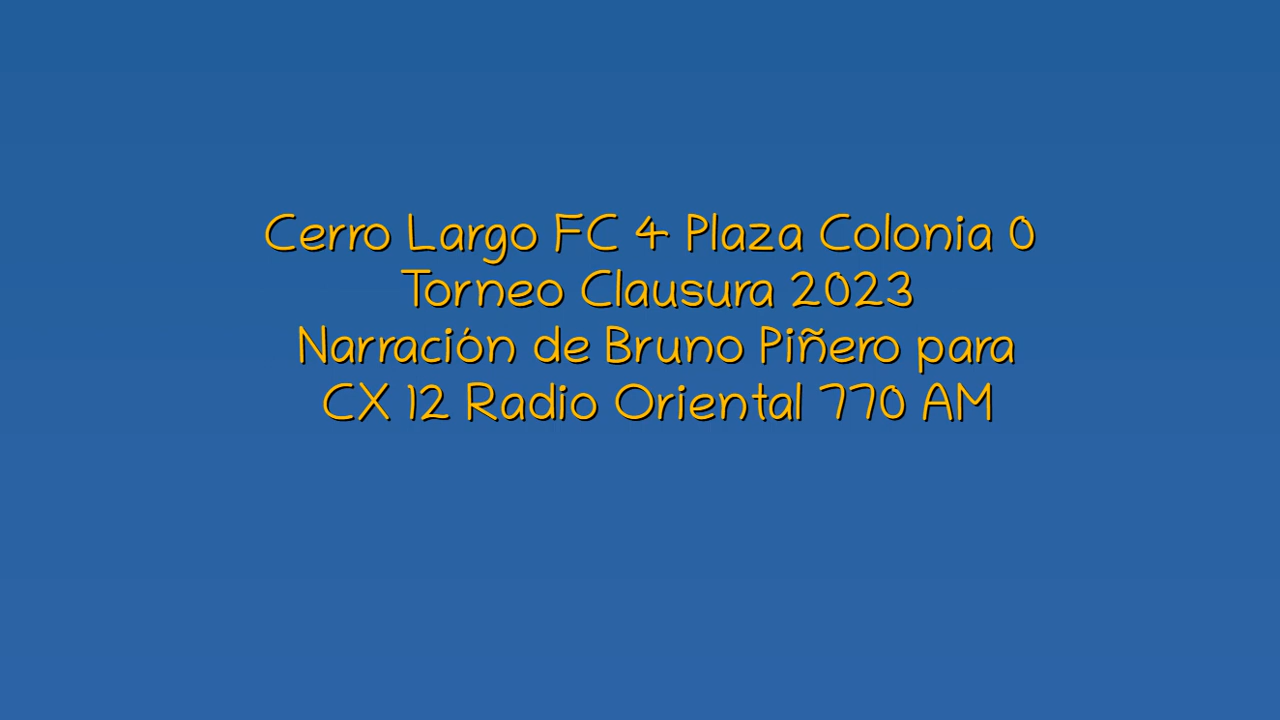 Cerro Largo FC 4 Plaza Colonia 0
Torneo Clausura 2023
Narración de Bruno Piñero para
CX 12 Radio Oriental 770 AM